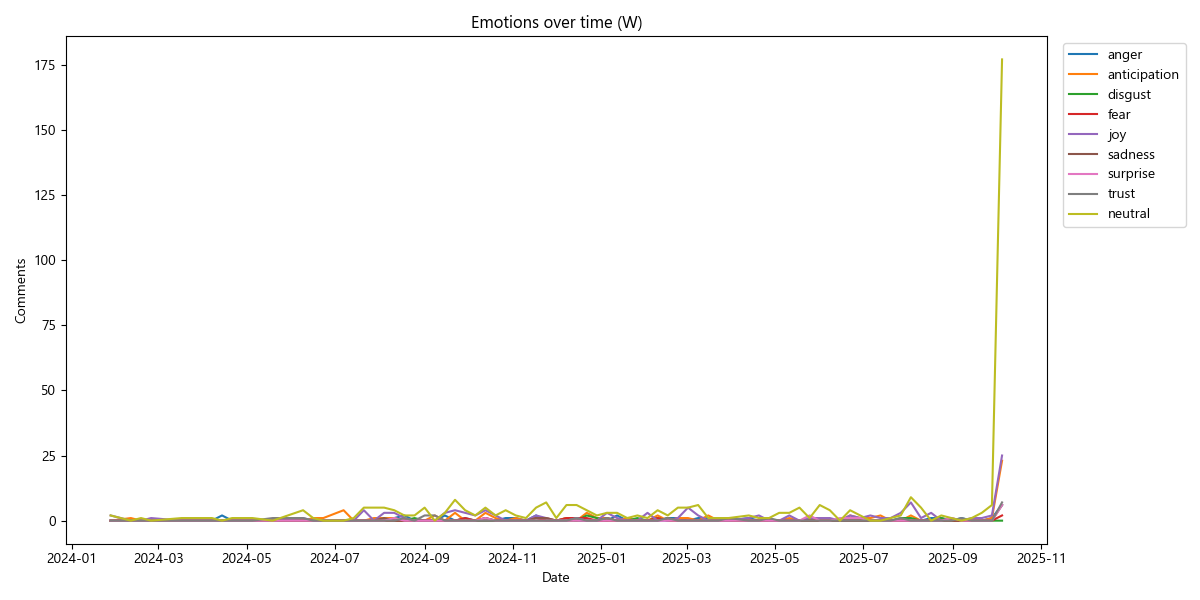 Emotions over time (W)
Comments
175
150
125
100
75
50
25
0
2024-01 2024-03 2024-05 2024-07 2024-09 2024-11 2025-01 2025-03 2025-05 2025-07 2025-09 2025-11
Date
anger
anticipation
disgust
fear
joy
sadness
surprise
trust
neutral